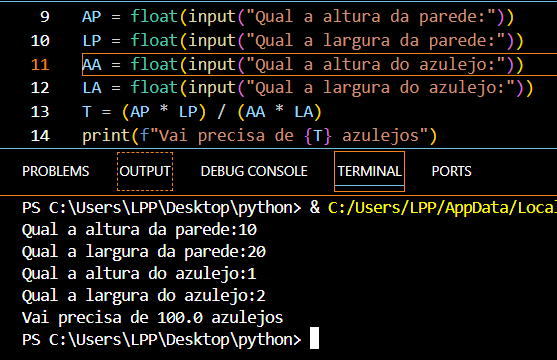 9 AP = float(input("Qual a altura da parede:"))
10 LP = float(input("Qual a largura da parede:"))
11 AA = float(input("Qual a altura do azulejo:"))
12 LA = float(input("Qual a largura do azulejo:"))
13 T = (AP * LP) / (AA * LA)
14 print(f"Vai precisa de {T} azulejos")
PROBLEMS OUTPUT DEBUG CONSOLE TERMINAL PORTS
PS C:\Users\LPP\Desktop\python> & C:/Users/LPP/AppData/Local
Qual a altura da parede:10
Qual a largura da parede:20
Qual a altura do azulejo:1
Qual a largura do azulejo:2
Vai precisa de 100.0 azulejos
PS C:\Users\LPP\Desktop\python>